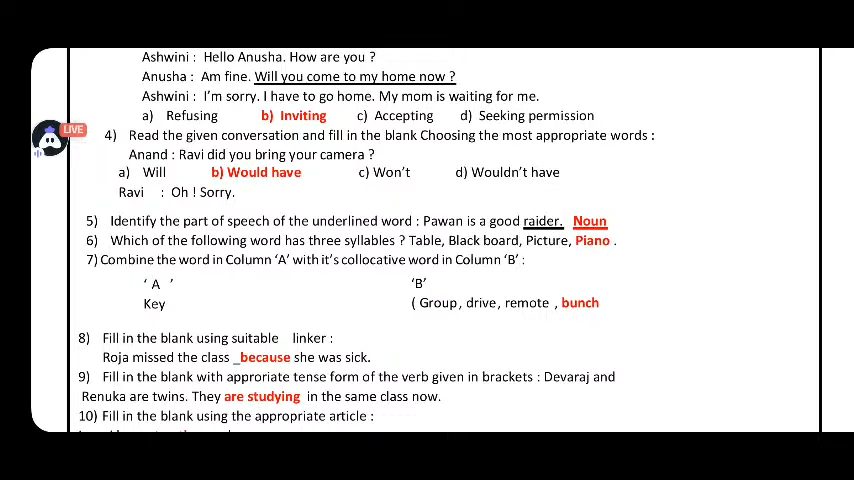 Ashwini : Hello Anusha. How are you ?
Anusha : Am fine. Will you come to my home now ?
Ashwini : I'm sorry. I have to go home. My mom is waiting for me.
a) Refusing b) Inviting c) Accepting d) Seeking permission
LIVE
4) Read the given conversation and fill in the blank Choosing the most appropriate words :
Anand : Ravi did you bring your camera ?
a) Will b) Would have c) Won't d) Wouldn't have
Ravi : Oh ! Sorry.
5) Identify the part of speech of the underlined word : Pawan is a good raider. Noun
6) Which of the following word has three syllables ? Table, Black board, Picture, Piano .
7) Combine the word in Column 'A' with it's collocative word in Column 'B' :
' A ' 'B'
Key ( Group, drive, remote , bunch
8) Fill in the blank using suitable linker :
Roja missed the class _because she was sick.
9) Fill in the blank with approriate tense form of the verb given in brackets : Devaraj and
Renuka are twins. They are studying in the same class now.
10) Fill in the blank using the appropriate article :